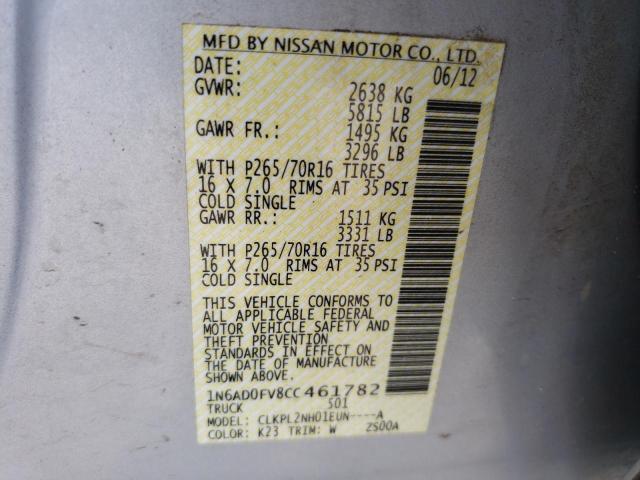 MFD BY NISSAN MOTOR CO., LTD.
DATE: 06/12
GVWR: 2638 KG
5815 LB
GAWR FR.: 1495 KG
3296 LB
WITH P265/70R16 TIRES
16 X 7.0 RIMS AT 35 PSI
COLD SINGLE
GAWR RR.: 1511 KG
3331 LB
WITH P265/70R16 TIRES
16 X 7.0 RIMS AT 35 PSI
COLD SINGLE
THIS VEHICLE CONFORMS TO
ALL APPLICABLE FEDERAL
MOTOR VEHICLE SAFETY AND
THEFT PREVENTION
STANDARDS IN EFFECT ON
THE DATE OF MANUFACTURE
SHOWN ABOVE.
1N6AD0FV8CC461782
TRUCK 501
MODEL: CLKPL2NH01EUN----A
COLOR: K23 TRIM: W ZS00A